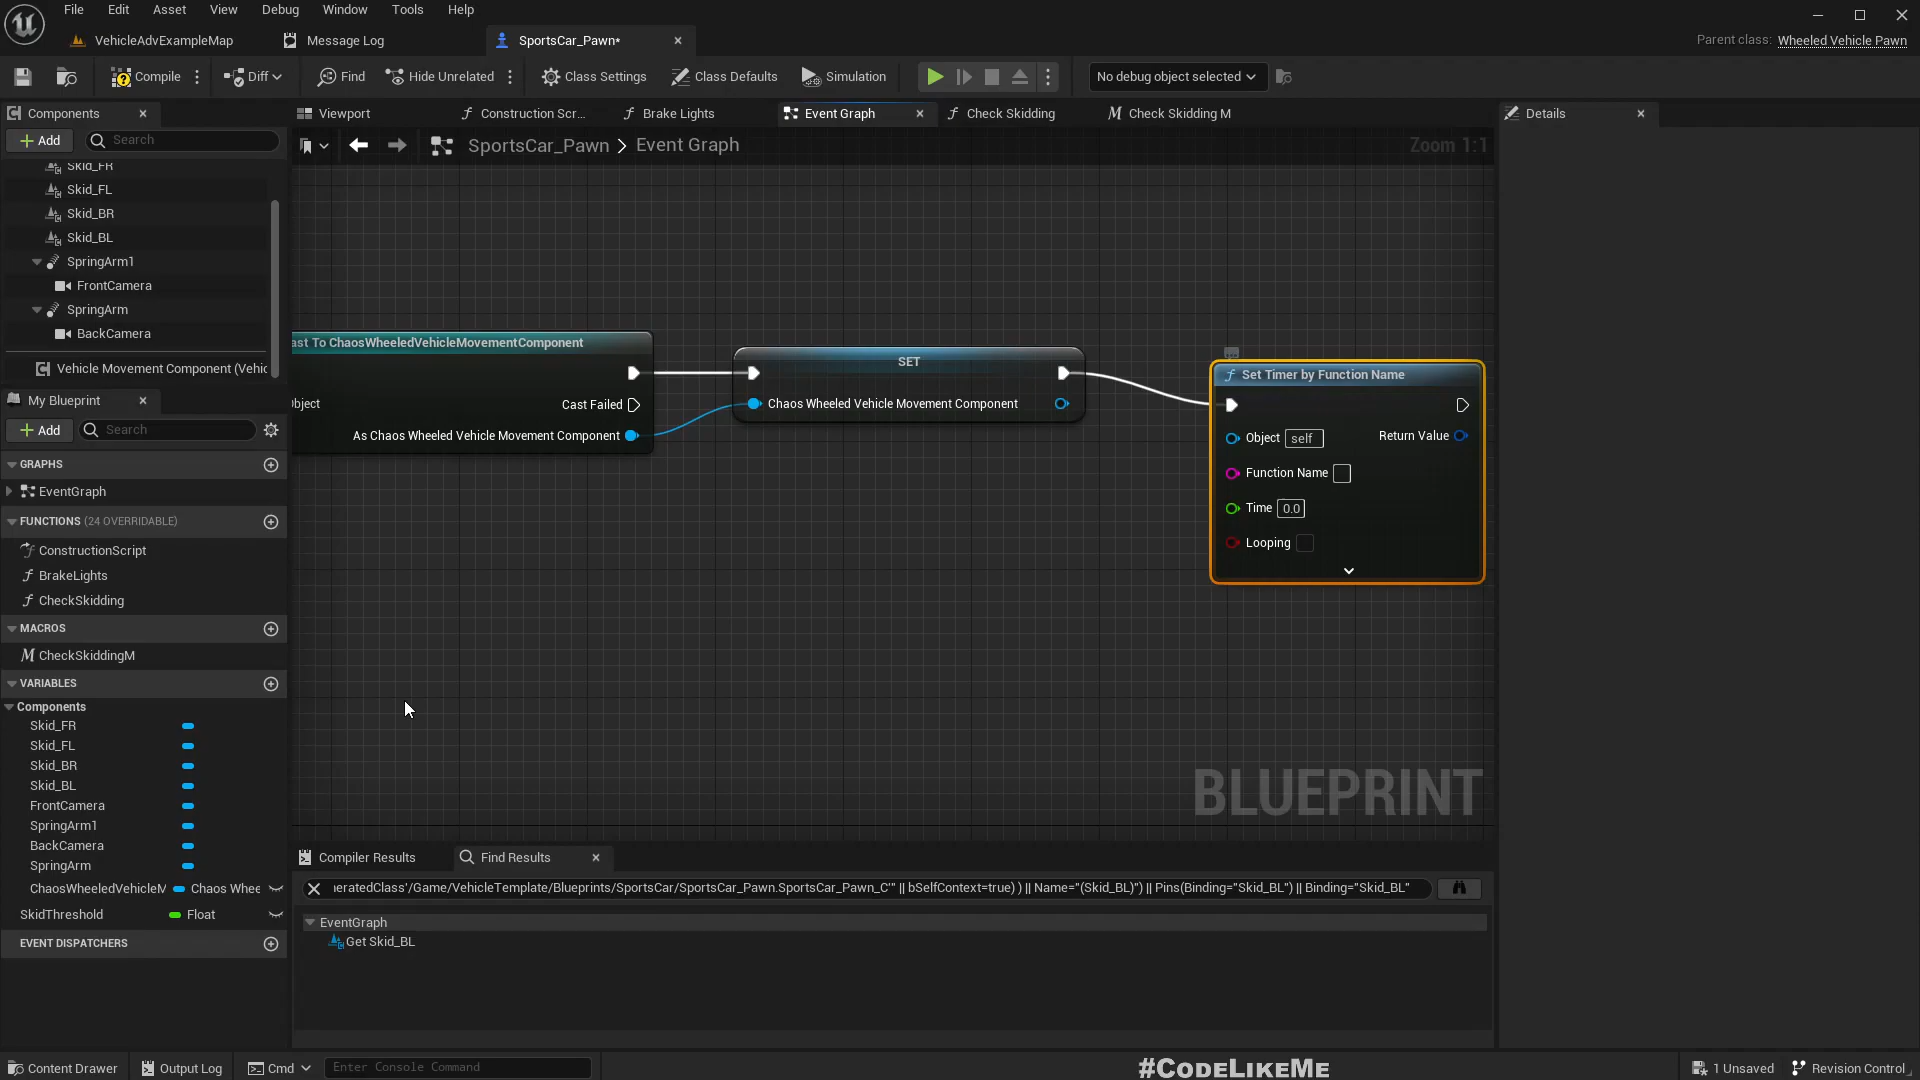 File Edit Asset View Debug Window Tools Help
VehicleAdvExampleMap Message Log SportsCar_Pawn* Parent class: Wheeled Vehicle Pawn
Compile Diff Find Hide Unrelated Class Settings Class Defaults Simulation No debug object selected
Components Viewport Construction Scr... Brake Lights Event Graph Check Skidding Check Skidding M Details
Add Search
SportsCar_Pawn > Event Graph Zoom 1:1
Skid_FR
Skid_FL
Skid_BR
Skid_BL
SpringArm1
FrontCamera
SpringArm
BackCamera
Vehicle Movement Component (Vehic
My Blueprint
Add Search
GRAPHS
EventGraph
FUNCTIONS (24 OVERRIDABLE)
ConstructionScript
BrakeLights
CheckSkidding
MACROS
CheckSkiddingM
VARIABLES
Components
Skid_FR
Skid_FL
Skid_BR
Skid_BL
FrontCamera
SpringArm1
BackCamera
SpringArm
ChaosWheeledVehicleM Chaos Whee
SkidThreshold Float
EVENT DISPATCHERS
ast To ChaosWheeledVehicleMovementComponent
bject Cast Failed
As Chaos Wheeled Vehicle Movement Component
SET
Chaos Wheeled Vehicle Movement Component
Set Timer by Function Name
Object self Return Value
Function Name
Time 0.0
Looping
BLUEPRINT
Compiler Results Find Results
neratedClass'/Game/VehicleTemplate/Blueprints/SportsCar/SportsCar_Pawn.SportsCar_Pawn_C'" || bSelfContext=true) ) || Name="(Skid_BL)") || Pins(Binding="Skid_BL") || Binding="Skid_BL"
EventGraph
Get Skid_BL
Content Drawer Output Log Cmd Enter Console Command #CODELIKEME 1 Unsaved Revision Control